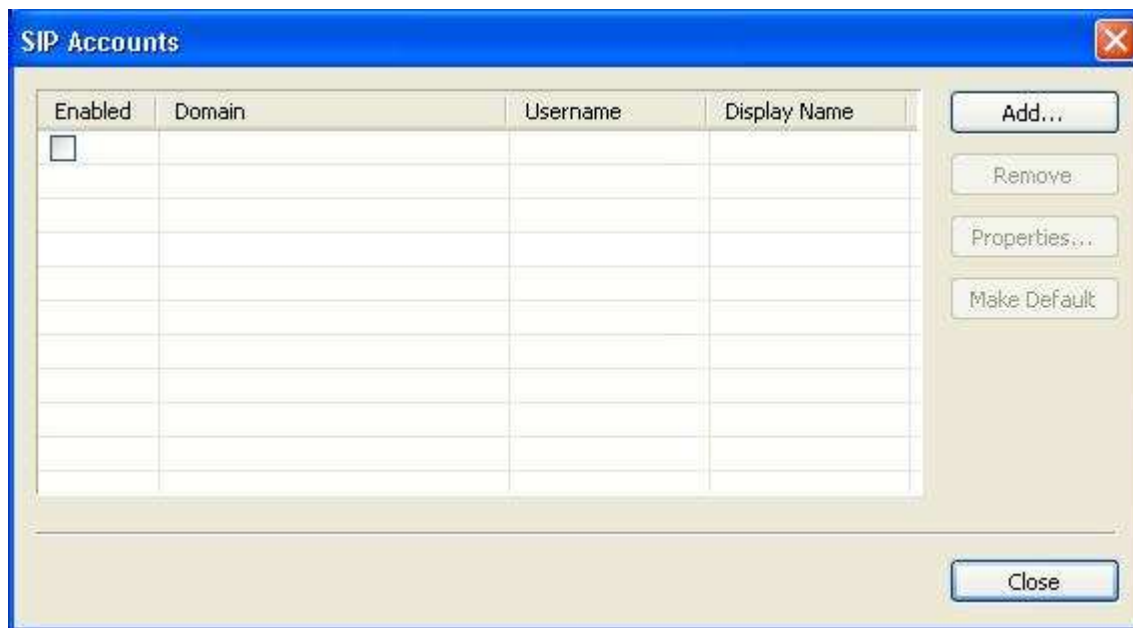 SIP Accounts
Enabled Domain Username Display Name
Add...
Remove
Properties...
Make Default
Close